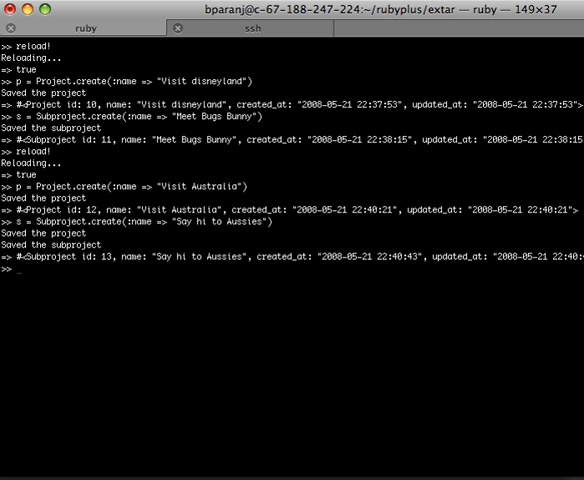 bparanj@c-67-188-247-224:~/rubyplus/extar — ruby — 149×37
ruby
ssh
>> reload!
Reloading...
=> true
>> p = Project.create(:name => "Visit disneyland")
Saved the project
=> #<Project id: 10, name: "Visit disneyland", created_at: "2008-05-21 22:37:53", updated_at: "2008-05-21 22:37:53">
>> s = Subproject.create(:name => "Meet Bugs Bunny")
Saved the subproject
=> #<Subproject id: 11, name: "Meet Bugs Bunny", created_at: "2008-05-21 22:38:15", updated_at: "2008-05-21 22:38:15
>> reload!
Reloading...
=> true
>> p = Project.create(:name => "Visit Australia")
Saved the project
=> #<Project id: 12, name: "Visit Australia", created_at: "2008-05-21 22:40:21", updated_at: "2008-05-21 22:40:21">
>> s = Subproject.create(:name => "Say hi to Aussies")
Saved the project
Saved the subproject
=> #<Subproject id: 13, name: "Say hi to Aussies", created_at: "2008-05-21 22:40:43", updated_at: "2008-05-21 22:40:
>> _